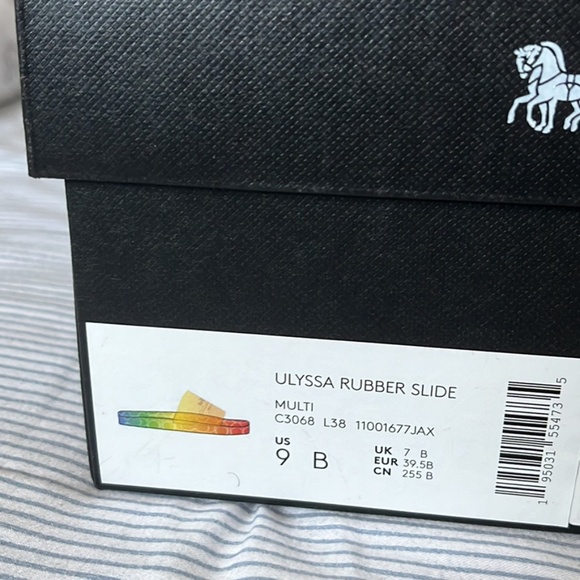 ULYSSA RUBBER SLIDE
MULTI
C3068 L38 11001677JAX
US
9 B
UK 7 B
EUR 39.5B
CN 255 B
1 95031 55473 5